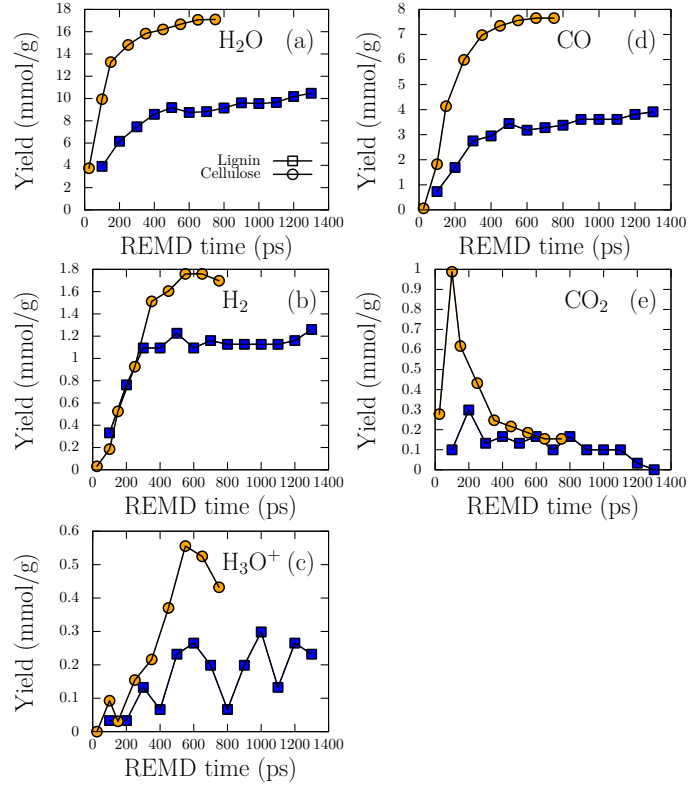 18
16
14
12
10
8
6
4
2
0
0 200 400 600 800 1000 1200 1400
Yield (mmol/g)
REMD time (ps)
H₂O (a)
Lignin
Cellulose
8
7
6
5
4
3
2
1
0
0 200 400 600 800 1000 1200 1400
Yield (mmol/g)
REMD time (ps)
CO (d)
1.8
1.6
1.4
1.2
1
0.8
0.6
0.4
0.2
0
0 200 400 600 800 1000 1200 1400
Yield (mmol/g)
REMD time (ps)
H₂ (b)
1
0.9
0.8
0.7
0.6
0.5
0.4
0.3
0.2
0.1
0
0 200 400 600 800 1000 1200 1400
Yield (mmol/g)
REMD time (ps)
CO₂ (e)
0.6
0.5
0.4
0.3
0.2
0.1
0
0 200 400 600 800 1000 1200 1400
Yield (mmol/g)
REMD time (ps)
H₃O⁺ (c)